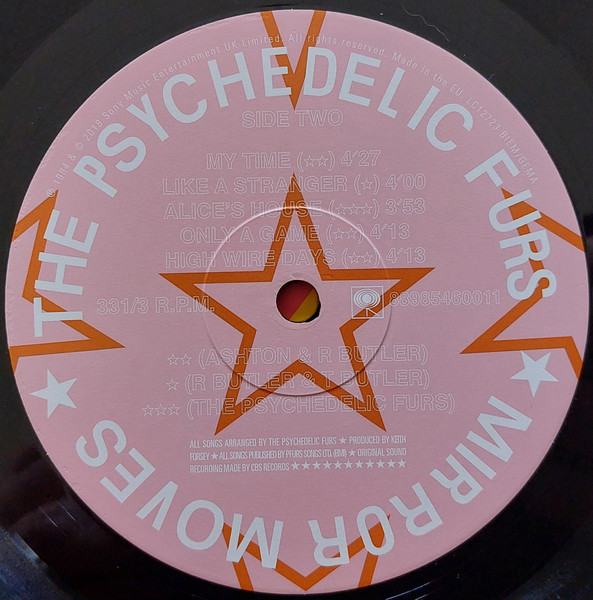 ℗ 1984 & © 2018 Sony Music Entertainment UK Limited. All rights reserved. Made in the EU LC12723 BIEM/GEMA
THE PSYCHEDELIC FURS
SIDE TWO
MY TIME (☆☆) 4'27
LIKE A STRANGER (☆) 4'00
ALICE'S HOUSE (☆☆☆) 3'53
ONLY A GAME (☆☆) 4'13
HIGH WIRE DAYS (☆☆) 4'13
331/3 R.P.M.
88985460011
☆☆ (ASHTON & R BUTLER)
☆ (R BUTLER & BUTLER)
☆☆☆ (THE PSYCHEDELIC FURS)
ALL SONGS ARRANGED BY THE PSYCHEDELIC FURS ★ PRODUCED BY KEITH
FORSEY ★ ALL SONGS PUBLISHED BY PFURS SONGS LTD. (BMI) ★ ORIGINAL SOUND
RECORDING MADE BY CBS RECORDS ★★★★★★★★★★★
★ MIRROR MOVES ★